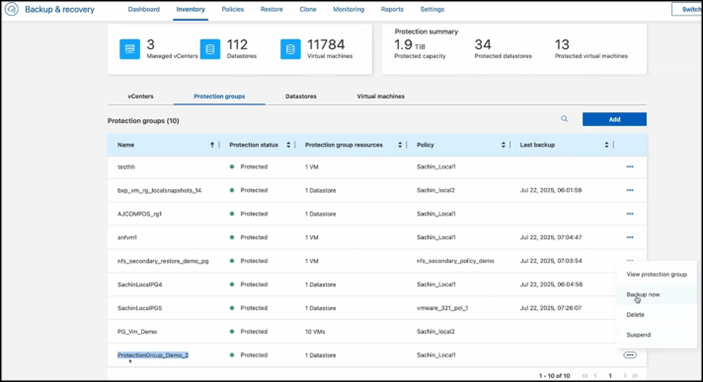 Backup & recovery Dashboard Inventory Policies Restore Clone Monitoring Reports Settings Switch
3 Managed vCenters 112 Datastores 11784 Virtual machines
Protection summary
1.9 TiB Protected capacity 34 Protected datastores 13 Protected virtual machines
vCenters Protection groups Datastores Virtual machines
Protection groups (10) Add
Name Protection status Protection group resources Policy Last backup
testhh Protected 1 VM Sachin_Local1
bxp_vm_rg_localsnapshots_14 Protected 1 Datastore Sachin_local2 Jul 22, 2025, 06:01:59
AJCOMPDS_rg1 Protected 1 Datastore Sachin_Local1
anfvm1 Protected 1 VM Sachin_Local1 Jul 22, 2025, 07:04:47
nfs_secondary_restore_demo_pg Protected 1 VM nfs_secondary_policy_demo Jul 22, 2025, 07:03:54
View protection group
SachinLocalPG4 Protected 1 Datastore Sachin_Local1 Jul 22, 2025, 06:04:56
Backup now
SachinLocalPG5 Protected 1 Datastore vmware_321_pol_1 Jul 22, 2025, 07:26:07
Delete
PG_Vm_Demo Protected 10 VMs Sachin_local2
Suspend
ProtectionGroup_Demo_2 Protected 1 Datastore Sachin_Local1
1 - 10 of 10 << < 1 > >>